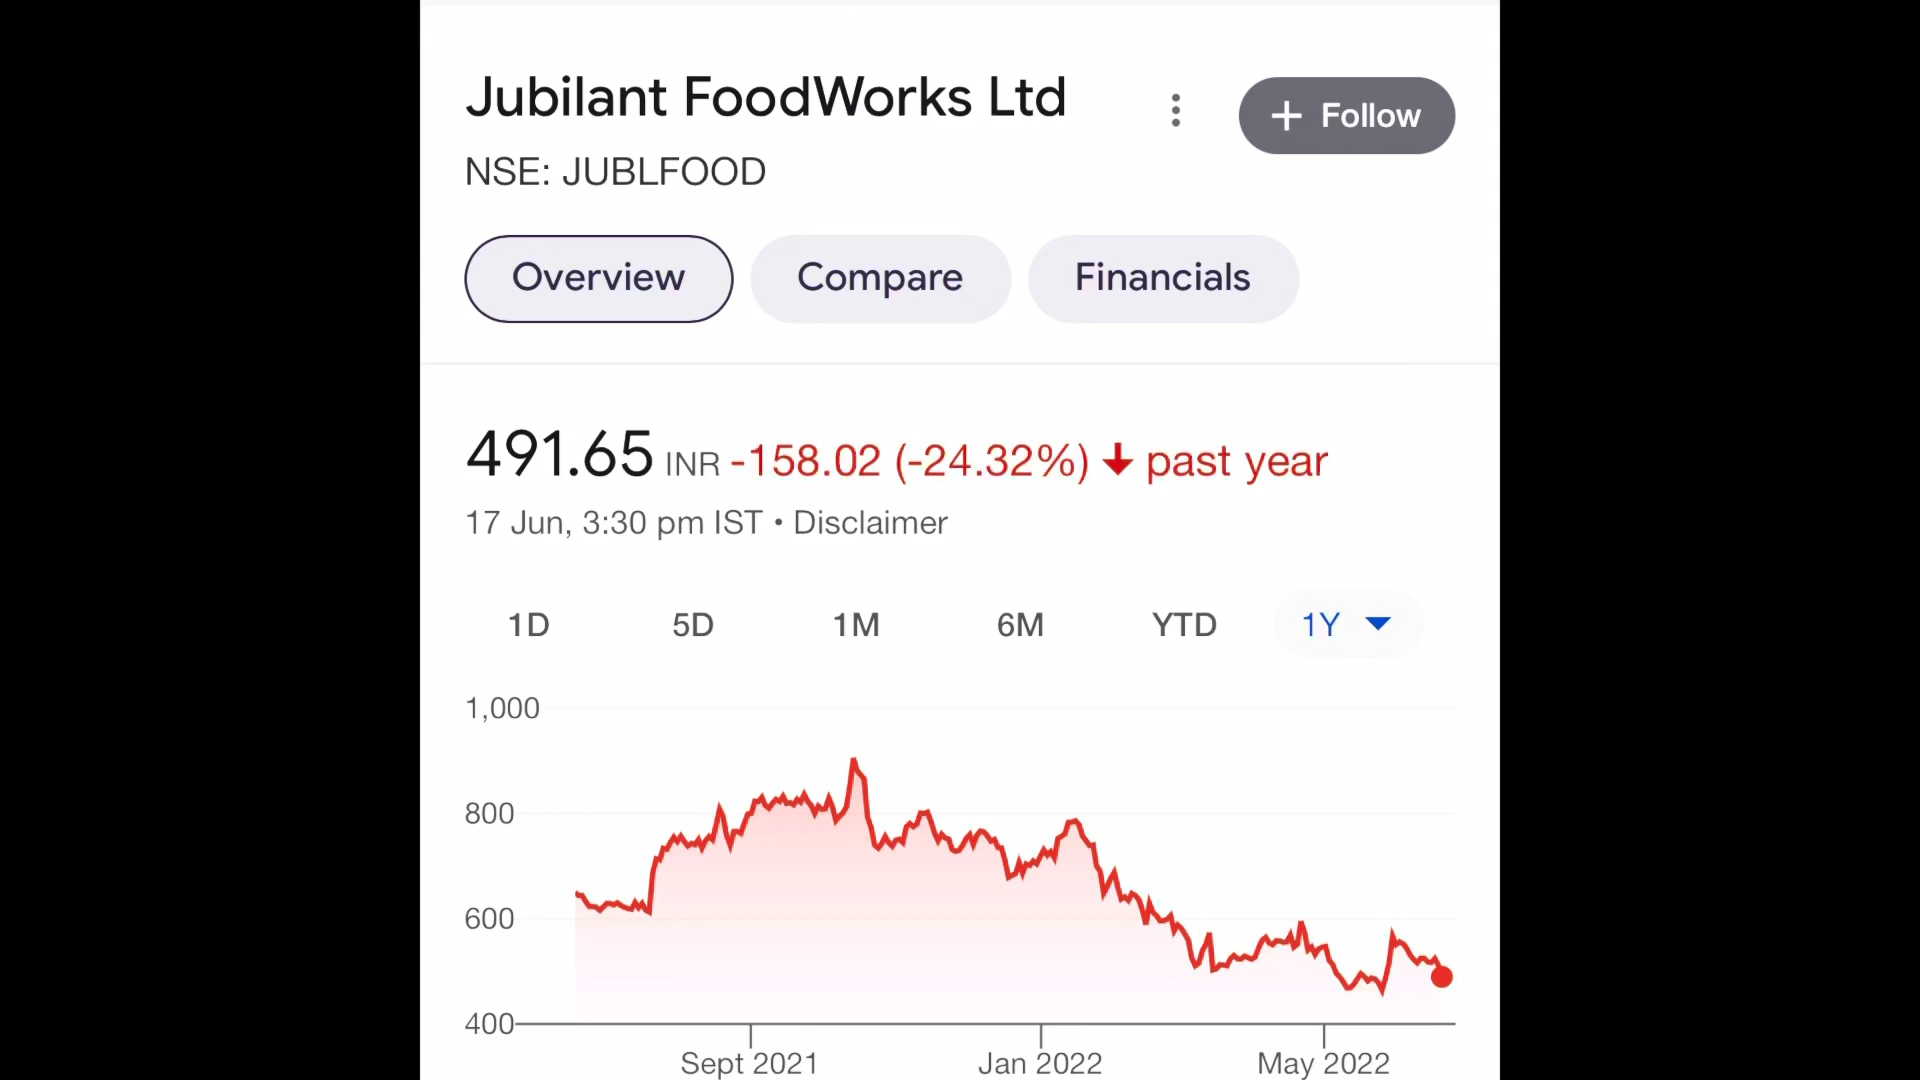 Jubilant FoodWorks Ltd
+ Follow
NSE: JUBLFOOD
Overview Compare Financials
491.65 INR -158.02 (-24.32%) ↓ past year
17 Jun, 3:30 pm IST • Disclaimer
1D 5D 1M 6M YTD 1Y
1,000
800
600
400
Sept 2021 Jan 2022 May 2022